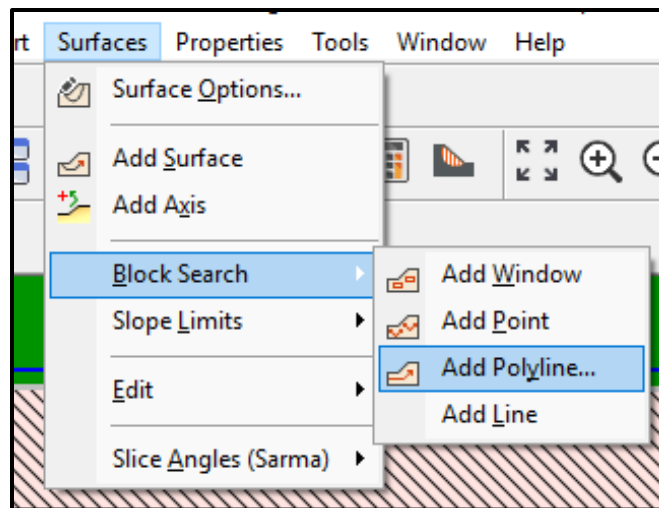 rt Surfaces Properties Tools Window Help
Surface Options...
Add Surface
Add Axis
Block Search
Slope Limits
Edit
Slice Angles (Sarma)
Add Window
Add Point
Add Polyline...
Add Line